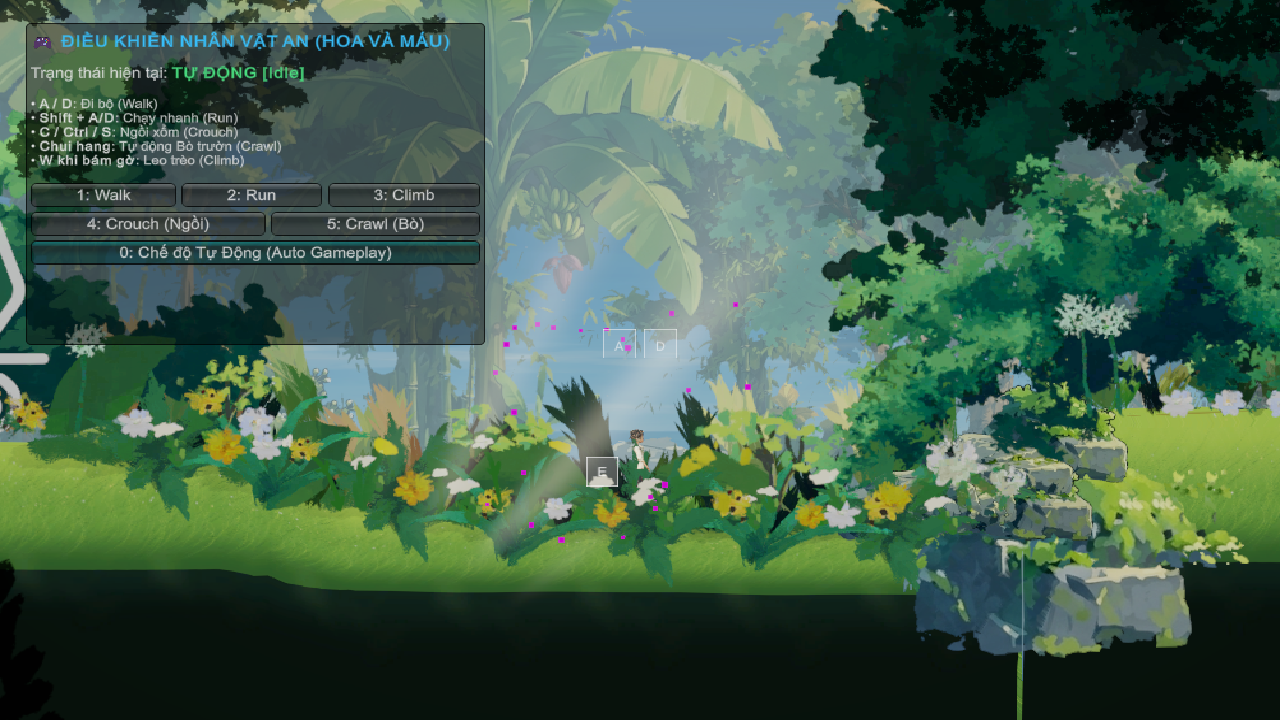 ĐIỀU KHIỂN NHÂN VẬT AN (HOA VÀ MÁU)
Trạng thái hiện tại: TỰ ĐỘNG [Idle]
• A / D: Đi bộ (Walk)
• Shift + A/D: Chạy nhanh (Run)
• C / Ctrl / S: Ngồi xổm (Crouch)
• Chui hang: Tự động Bò trườn (Crawl)
• W khi bám gờ: Leo trèo (Climb)
1: Walk
2: Run
3: Climb
4: Crouch (Ngồi)
5: Crawl (Bò)
0: Chế độ Tự Động (Auto Gameplay)
A
D
E